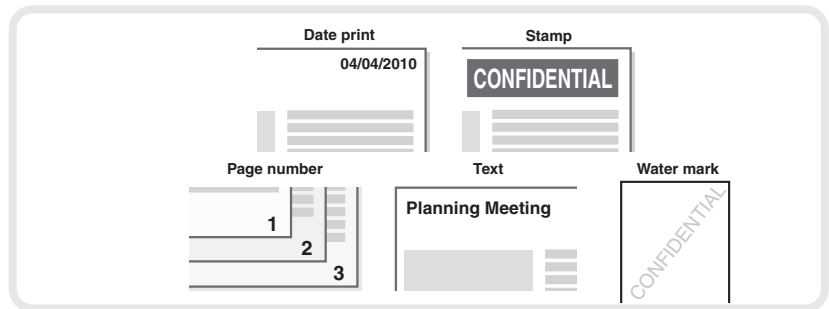 Date print
Stamp
04/04/2010
CONFIDENTIAL
Page number
Text
Water mark
1
2
3
Planning Meeting
CONFIDENTIAL